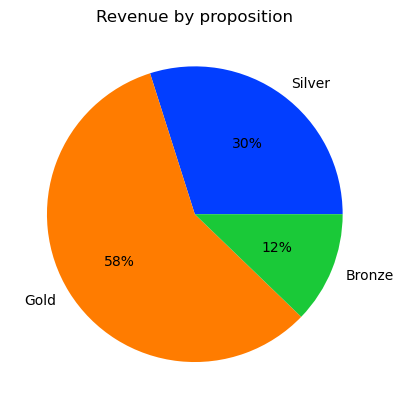 Revenue by proposition
Silver
30%
12%
58%
Bronze
Gold